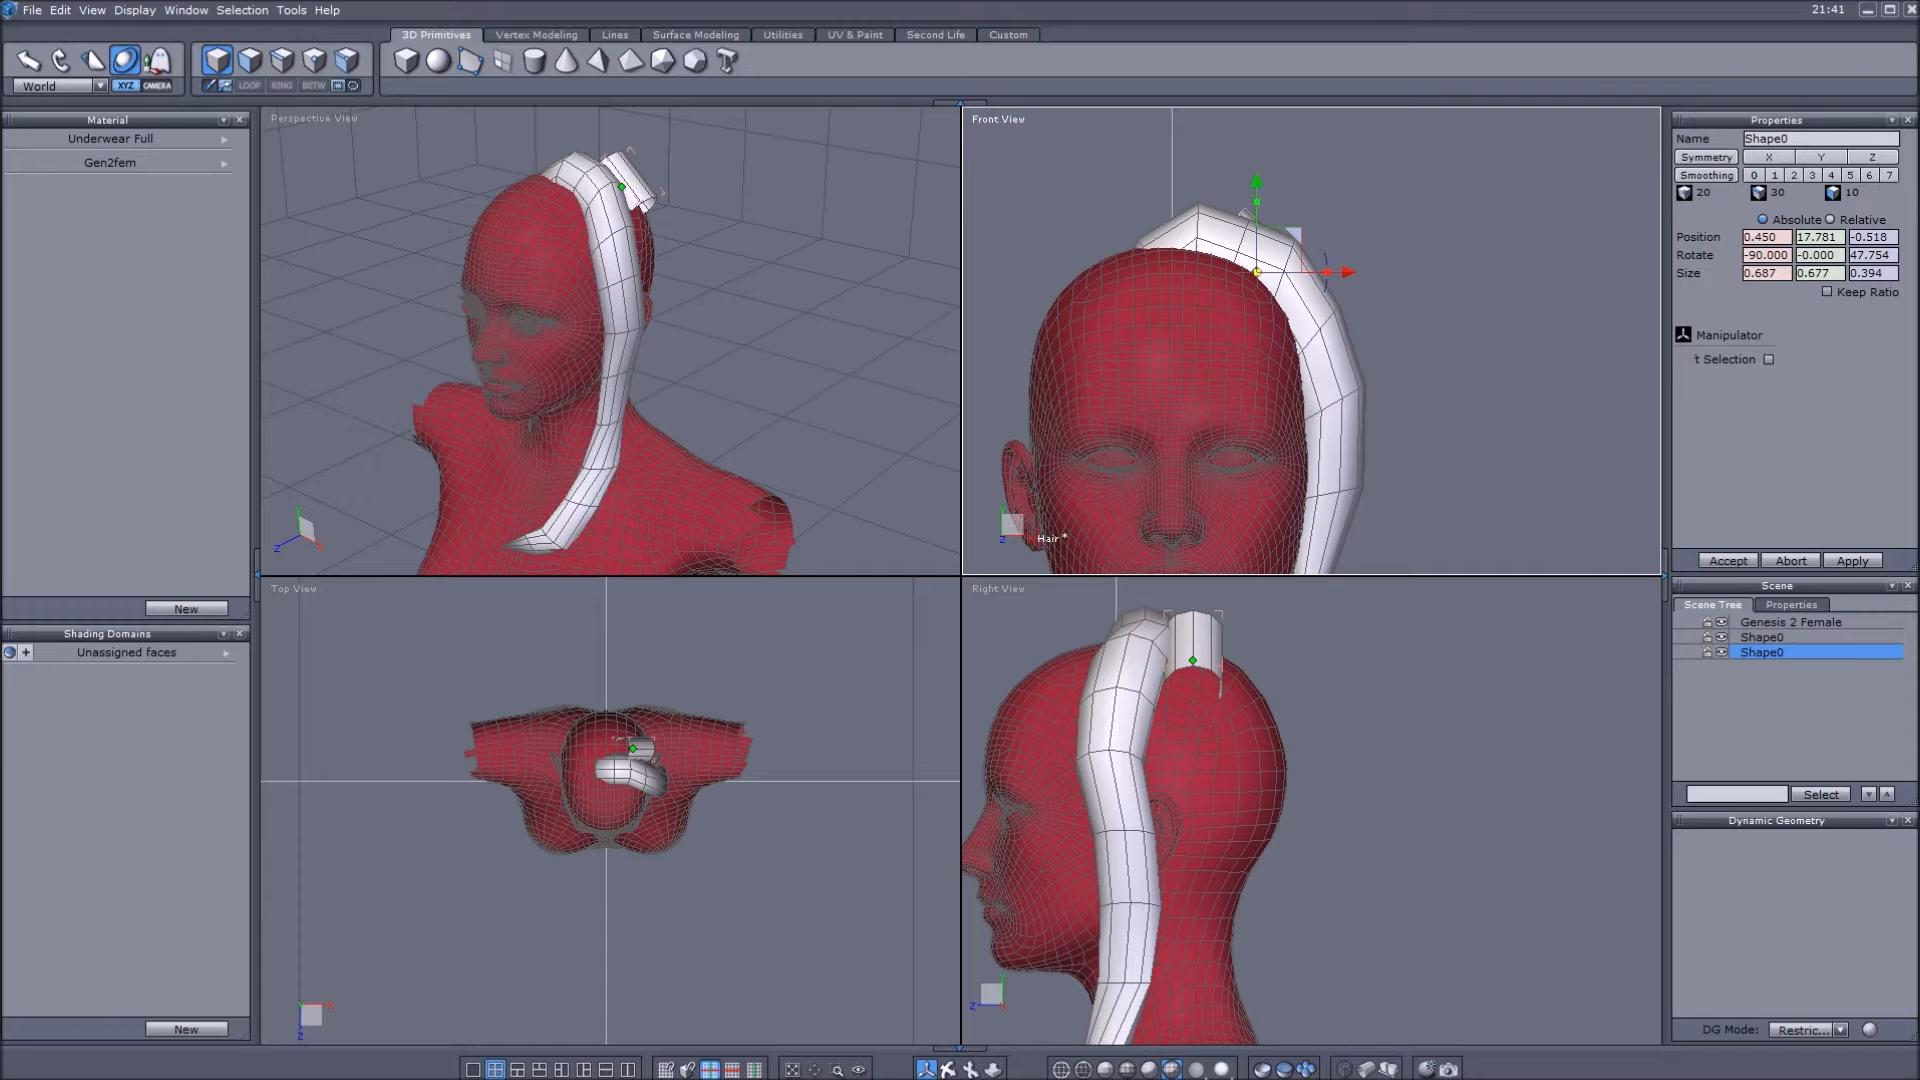 File Edit View Display Window Selection Tools Help
21:41
3D Primitives Vertex Modeling Lines Surface Modeling Utilities UV & Paint Second Life Custom
World XYZ CAMERA LOOP RING BETW
Material
Underwear Full
Gen2fem
New
Shading Domains
+ Unassigned faces
New
Perspective View
Y
Z X
Front View
Y
Z
Hair *
Top View
Y X
Z
Right View
Y
Z X
Properties
Name Shape0
Symmetry X Y Z
Smoothing 0 1 2 3 4 5 6 7
20 30 10
Absolute Relative
Position 0.450 17.781 -0.518
Rotate -90.000 -0.000 47.754
Size 0.687 0.677 0.394
Keep Ratio
Manipulator
t Selection
Accept Abort Apply
Scene
Scene Tree Properties
Genesis 2 Female
Shape0
Shape0
Select
Dynamic Geometry
DG Mode: Restric...